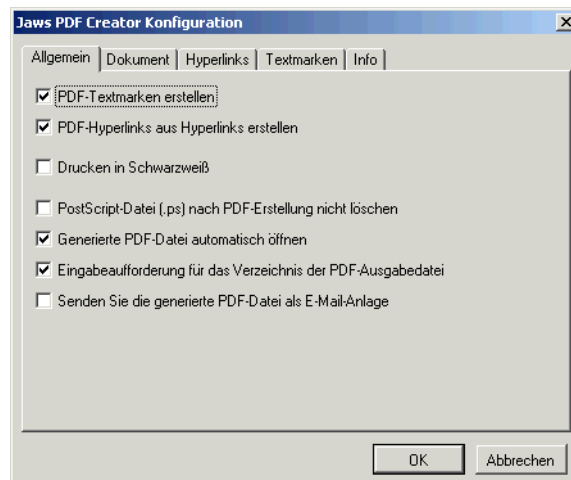 Jaws PDF Creator Konfiguration
Allgemein Dokument Hyperlinks Textmarken Info
PDF-Textmarken erstellen
PDF-Hyperlinks aus Hyperlinks erstellen
Drucken in Schwarzweiß
PostScript-Datei (.ps) nach PDF-Erstellung nicht löschen
Generierte PDF-Datei automatisch öffnen
Eingabeaufforderung für das Verzeichnis der PDF-Ausgabedatei
Senden Sie die generierte PDF-Datei als E-Mail-Anlage
OK Abbrechen